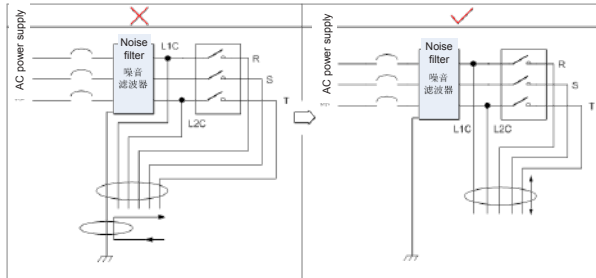 AC power supply
Noise
filter
噪音
滤波器
L1C
R
S
T
L2C
AC power supply
Noise
filter
噪音
滤波器
R
S
T
L1C
L2C